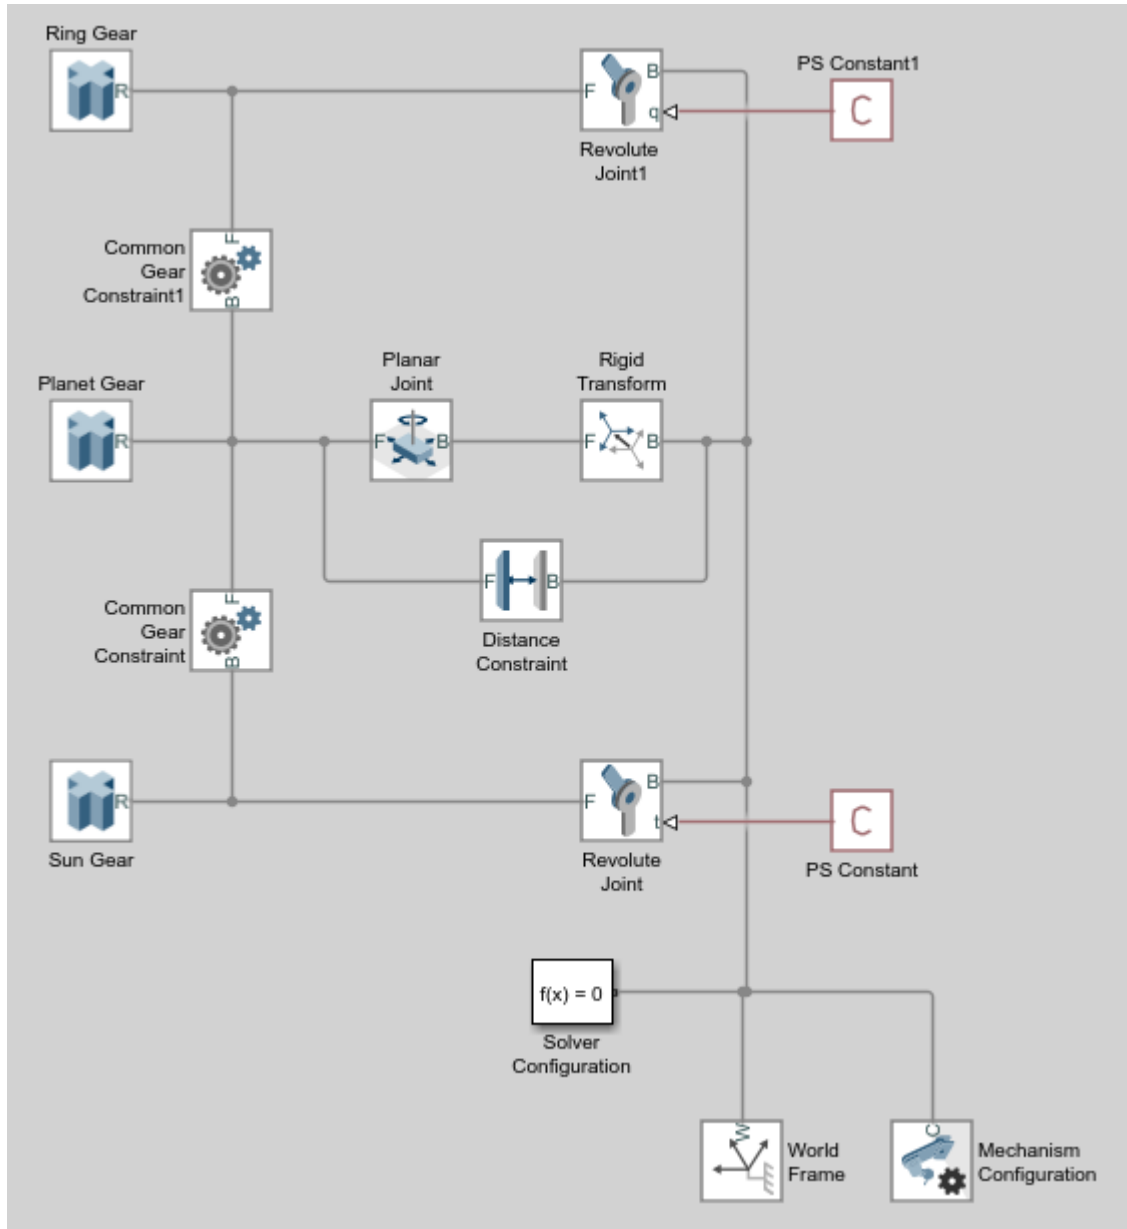 Ring Gear
R
F
B
q
Revolute
Joint1
PS Constant1
C
Common
Gear
Constraint1
F
B
Planet Gear
R
Planar
Joint
F
B
Rigid
Transform
F
B
F
B
Distance
Constraint
Common
Gear
Constraint
F
B
Sun Gear
R
F
B
t
Revolute
Joint
C
PS Constant
f(x) = 0
Solver
Configuration
W
World
Frame
C
Mechanism
Configuration